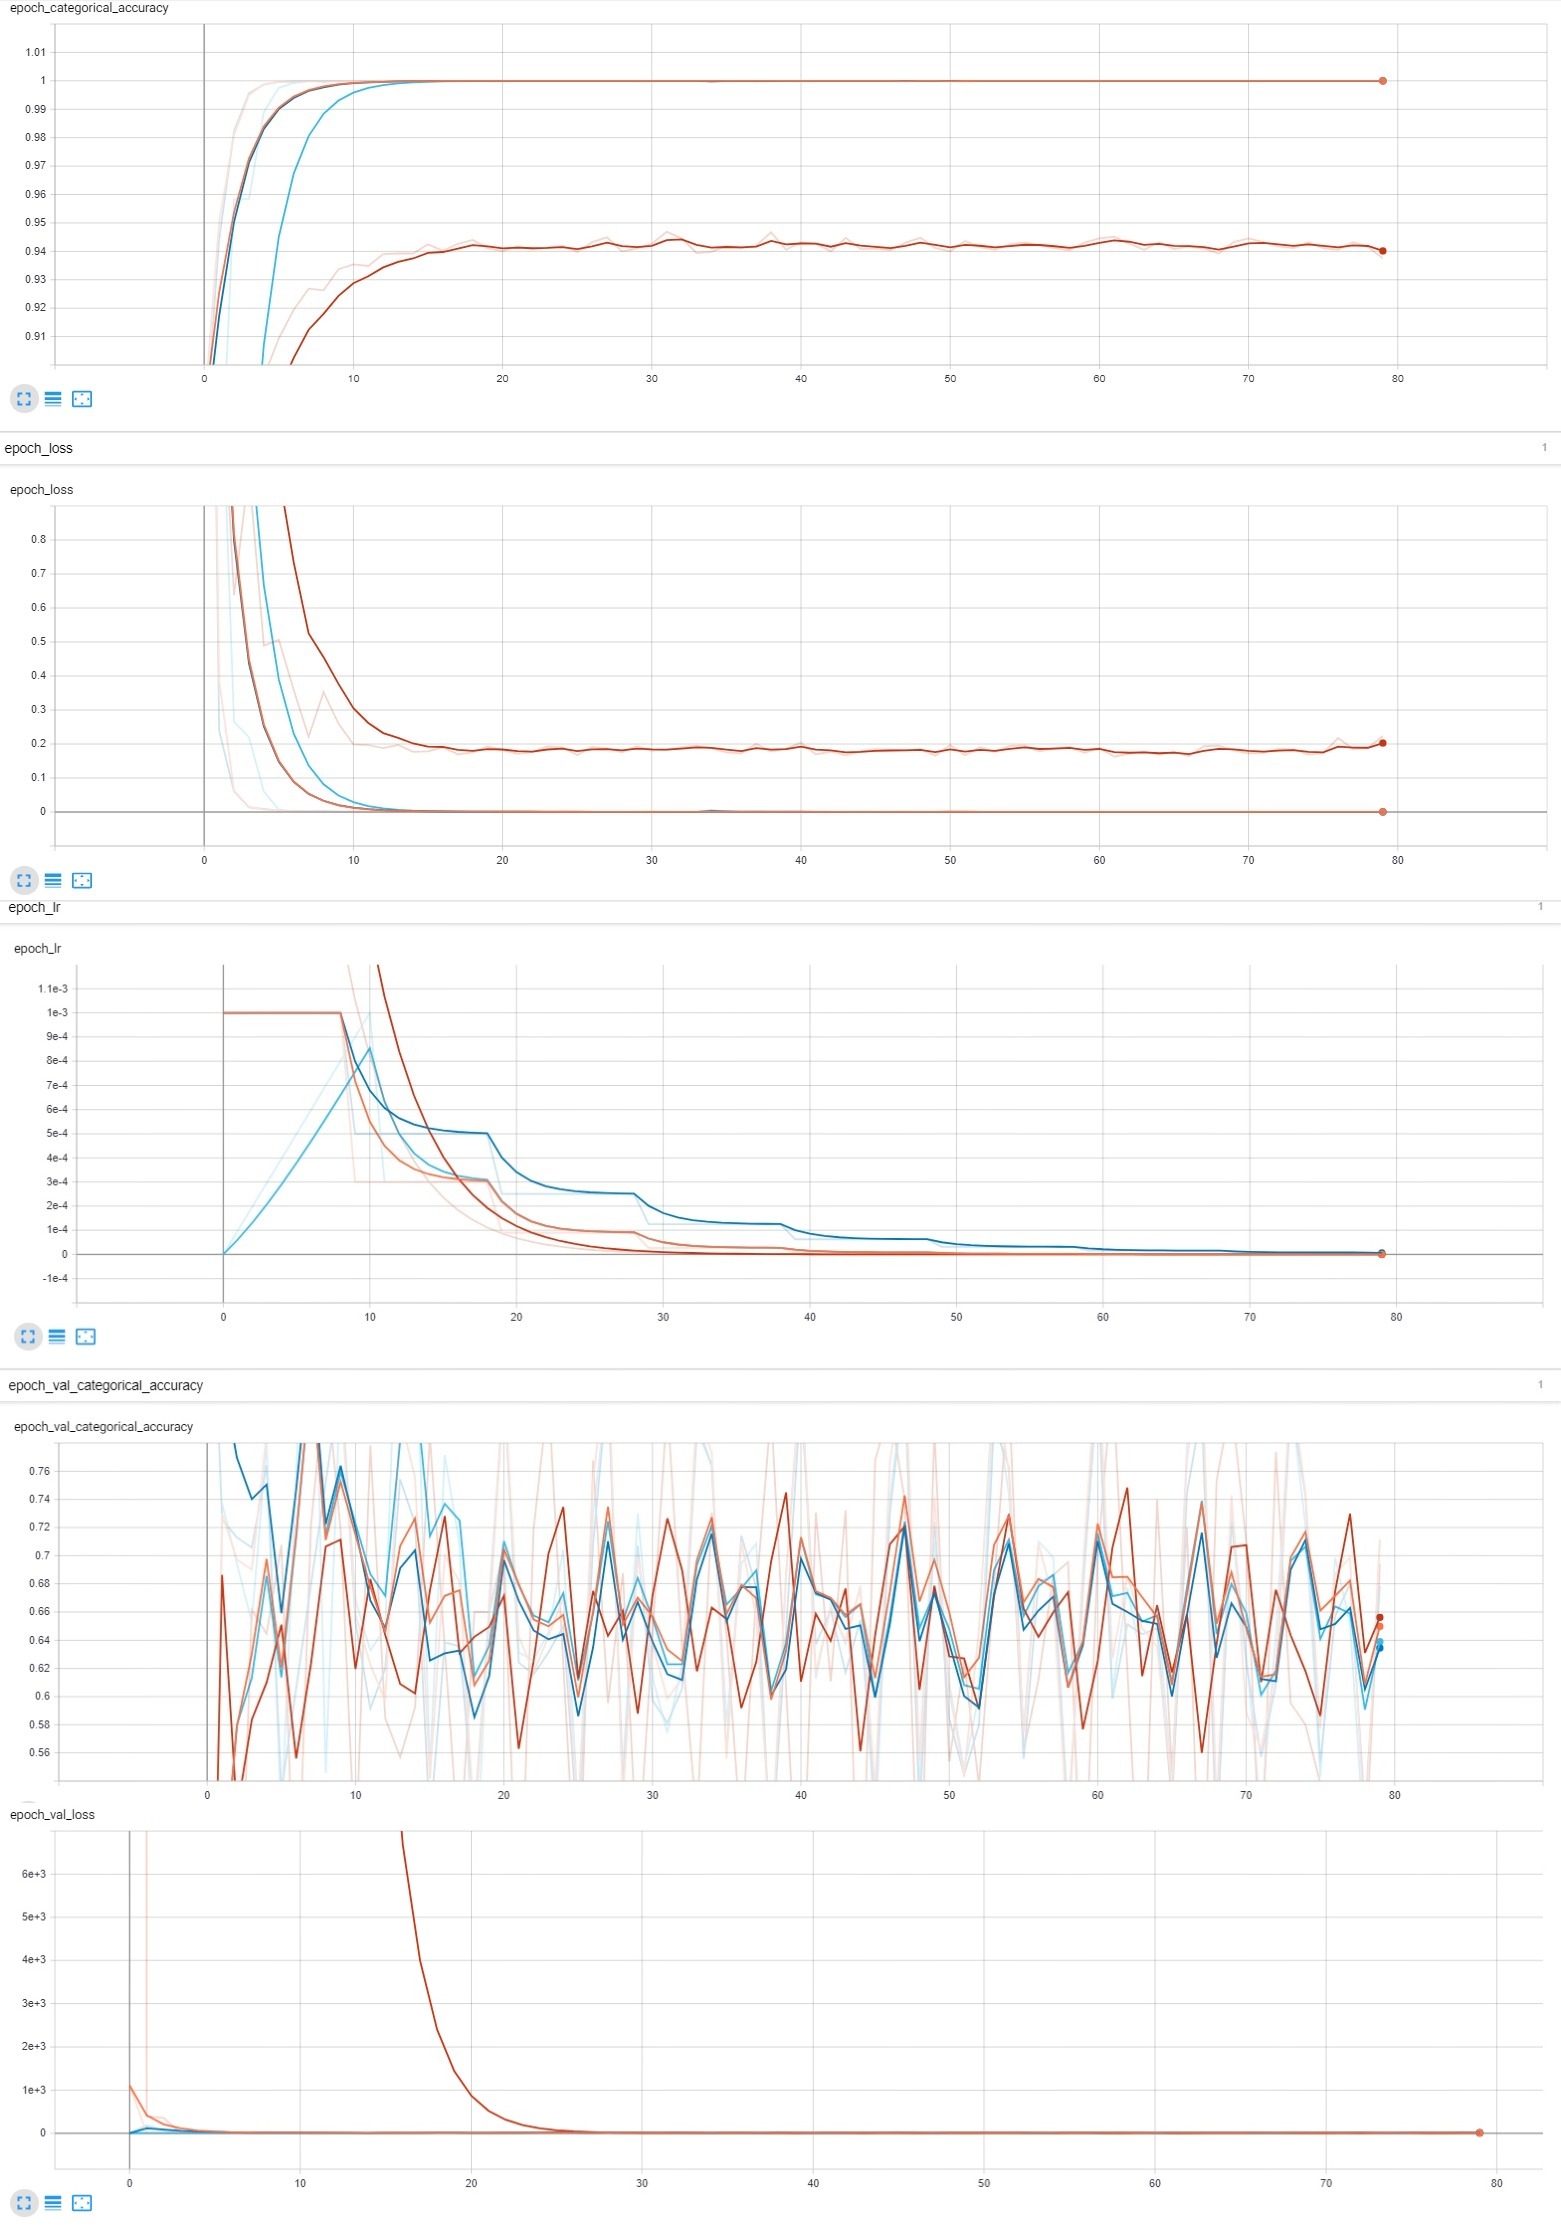 epoch_categorical_accuracy
1.01
1
0.99
0.98
0.97
0.96
0.95
0.94
0.93
0.92
0.91
0 10 20 30 40 50 60 70 80
epoch_loss 1
epoch_loss
0.8
0.7
0.6
0.5
0.4
0.3
0.2
0.1
0
0 10 20 30 40 50 60 70 80
epoch_lr 1
epoch_lr
1.1e-3
1e-3
9e-4
8e-4
7e-4
6e-4
5e-4
4e-4
3e-4
2e-4
1e-4
0
-1e-4
0 10 20 30 40 50 60 70 80
epoch_val_categorical_accuracy 1
epoch_val_categorical_accuracy
0.76
0.74
0.72
0.7
0.68
0.66
0.64
0.62
0.6
0.58
0.56
0 10 20 30 40 50 60 70 80
epoch_val_loss
6e+3
5e+3
4e+3
3e+3
2e+3
1e+3
0
0 10 20 30 40 50 60 70 80